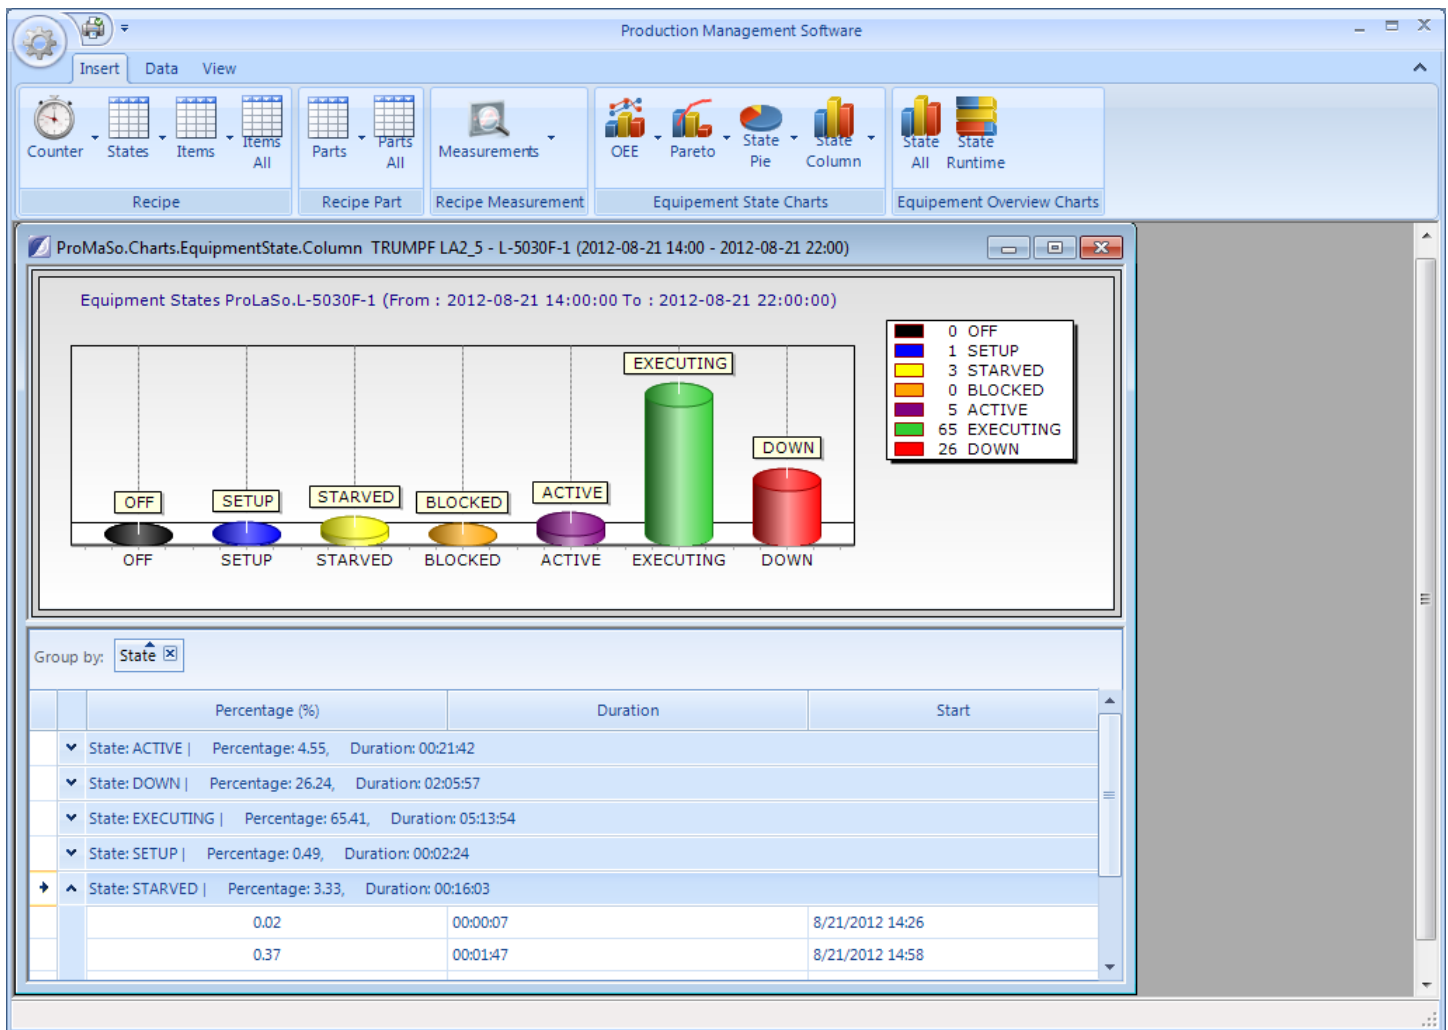 Production Management Software
Insert Data View
Counter States Items Items All Parts Parts All Measurements OEE Pareto State Pie State Column State All State Runtime
Recipe Recipe Part Recipe Measurement Equipement State Charts Equipement Overview Charts
ProMaSo.Charts.EquipmentState.Column TRUMPF LA2_5 - L-5030F-1 (2012-08-21 14:00 - 2012-08-21 22:00)
Equipment States ProLaSo.L-5030F-1 (From : 2012-08-21 14:00:00 To : 2012-08-21 22:00:00)
0 OFF
1 SETUP
3 STARVED
0 BLOCKED
5 ACTIVE
65 EXECUTING
26 DOWN
OFF SETUP STARVED BLOCKED ACTIVE EXECUTING DOWN
OFF SETUP STARVED BLOCKED ACTIVE EXECUTING DOWN
Group by: State
Percentage (%) Duration Start
State: ACTIVE | Percentage: 4.55, Duration: 00:21:42
State: DOWN | Percentage: 26.24, Duration: 02:05:57
State: EXECUTING | Percentage: 65.41, Duration: 05:13:54
State: SETUP | Percentage: 0.49, Duration: 00:02:24
State: STARVED | Percentage: 3.33, Duration: 00:16:03
0.02 00:00:07 8/21/2012 14:26
0.37 00:01:47 8/21/2012 14:58